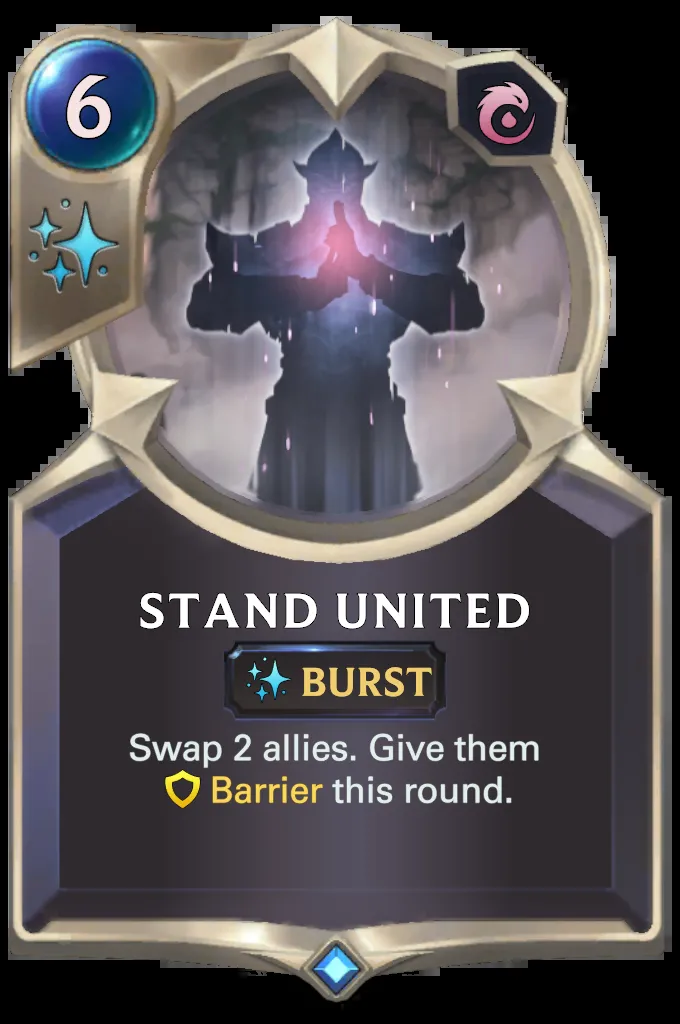 6
STAND UNITED
BURST
Swap 2 allies. Give them
Barrier this round.